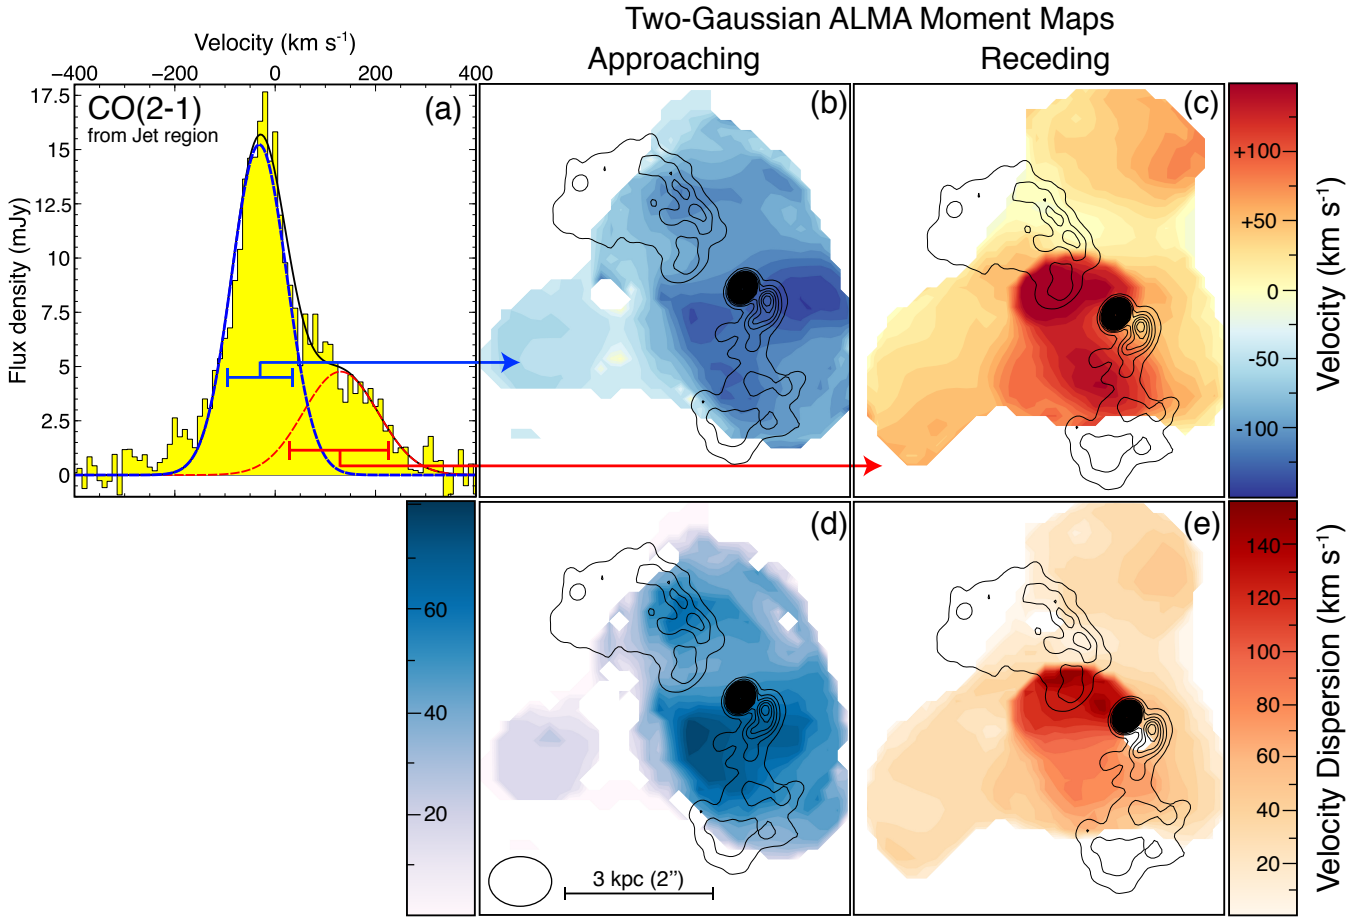 Two-Gaussian ALMA Moment Maps
Velocity (km s⁻¹)
Approaching
Receding
−400 −200 0 200 400
CO(2-1)
from Jet region
(a)
(b)
(c)
Flux density (mJy)
17.5
15
12.5
10
7.5
5
2.5
0
+100
+50
0
-50
-100
Velocity (km s⁻¹)
(d)
(e)
60
40
20
3 kpc (2”)
140
120
100
80
60
40
20
Velocity Dispersion (km s⁻¹)